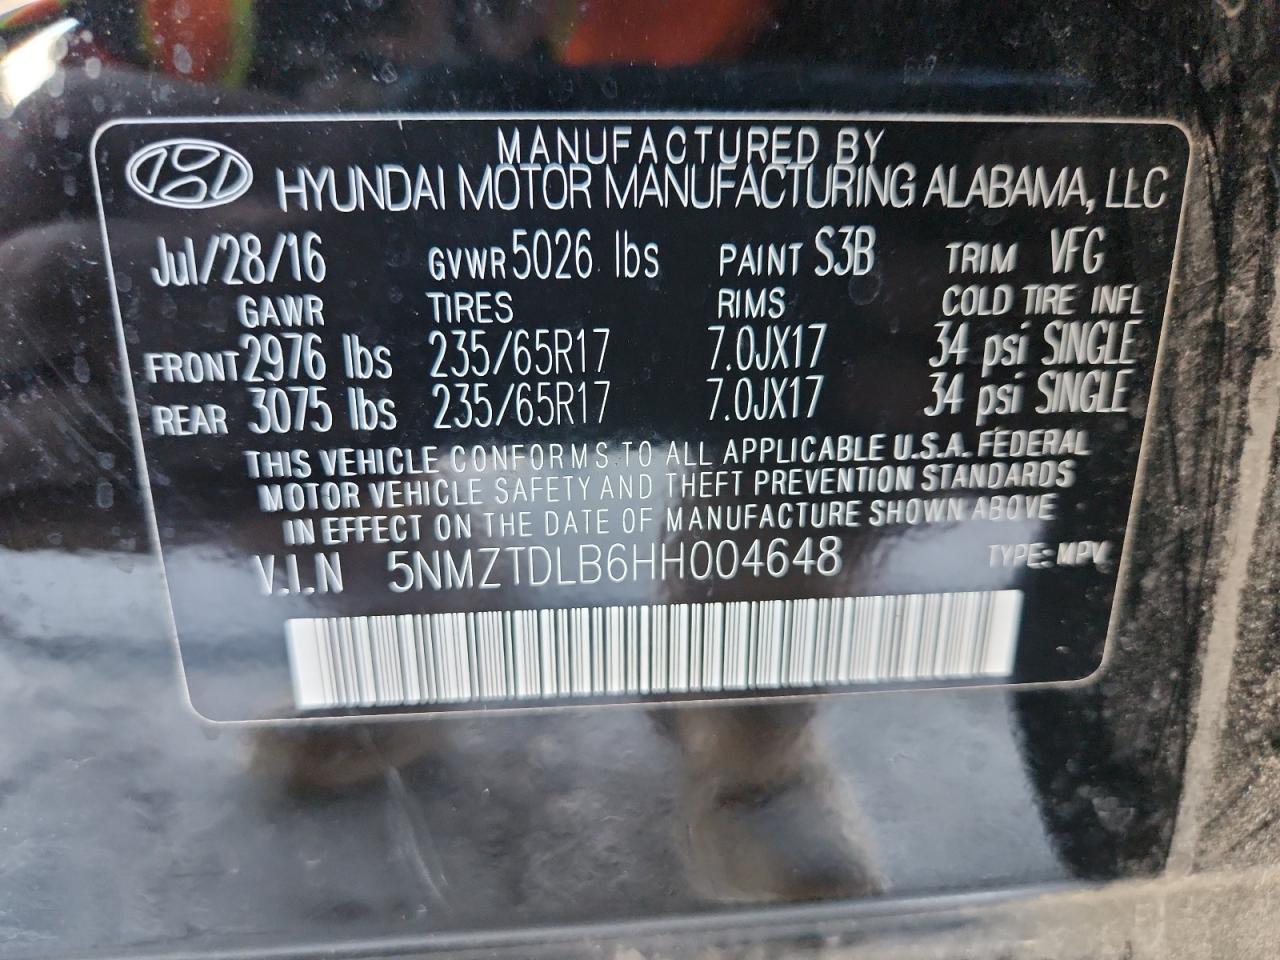 MANUFACTURED BY
HYUNDAI MOTOR MANUFACTURING ALABAMA, LLC
Jul/28/16 GVWR 5026 lbs PAINT S3B TRIM VFG
GAWR TIRES RIMS COLD TIRE INFL
FRONT 2976 lbs 235/65R17 7.0JX17 34 psi SINGLE
REAR 3075 lbs 235/65R17 7.0JX17 34 psi SINGLE
THIS VEHICLE CONFORMS TO ALL APPLICABLE U.S.A. FEDERAL
MOTOR VEHICLE SAFETY AND THEFT PREVENTION STANDARDS
IN EFFECT ON THE DATE OF MANUFACTURE SHOWN ABOVE
V.I.N 5NMZTDLB6HH004648 TYPE: MPV